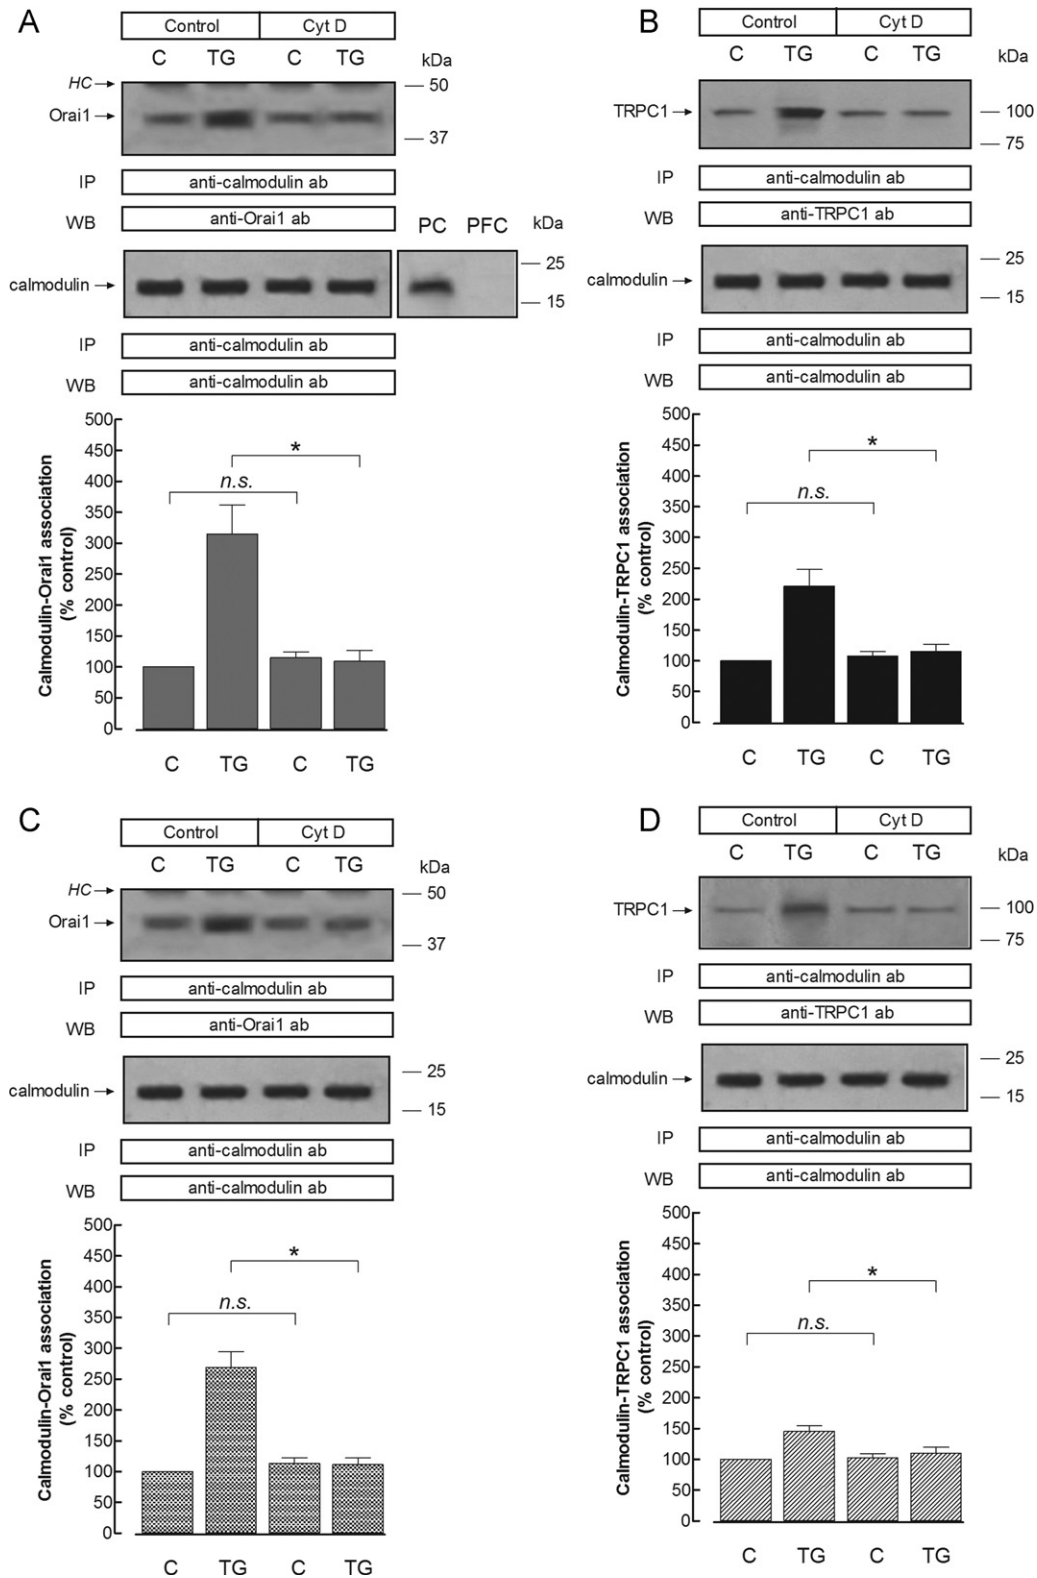 A
Control Cyt D
C TG C TG kDa
HC 50
Orai1
37
IP anti-calmodulin ab
WB anti-Orai1 ab PC PFC kDa
calmodulin 25
15
IP anti-calmodulin ab
WB anti-calmodulin ab
Calmodulin-Orai1 association
(% control)
500
450
400
350
300
250
200
150
100
50
0
*
n.s.
C TG C TG
B
Control Cyt D
C TG C TG kDa
TRPC1 100
75
IP anti-calmodulin ab
WB anti-TRPC1 ab
calmodulin 25
15
IP anti-calmodulin ab
WB anti-calmodulin ab
Calmodulin-TRPC1 association
(% control)
500
450
400
350
300
250
200
150
100
50
0
*
n.s.
C TG C TG
C
Control Cyt D
C TG C TG kDa
HC 50
Orai1
37
IP anti-calmodulin ab
WB anti-Orai1 ab
calmodulin 25
15
IP anti-calmodulin ab
WB anti-calmodulin ab
Calmodulin-Orai1 association
(% control)
500
450
400
350
300
250
200
150
100
50
0
*
n.s.
C TG C TG
D
Control Cyt D
C TG C TG kDa
TRPC1 100
75
IP anti-calmodulin ab
WB anti-TRPC1 ab
calmodulin 25
15
IP anti-calmodulin ab
WB anti-calmodulin ab
Calmodulin-TRPC1 association
(% control)
500
450
400
350
300
250
200
150
100
50
0
*
n.s.
C TG C TG